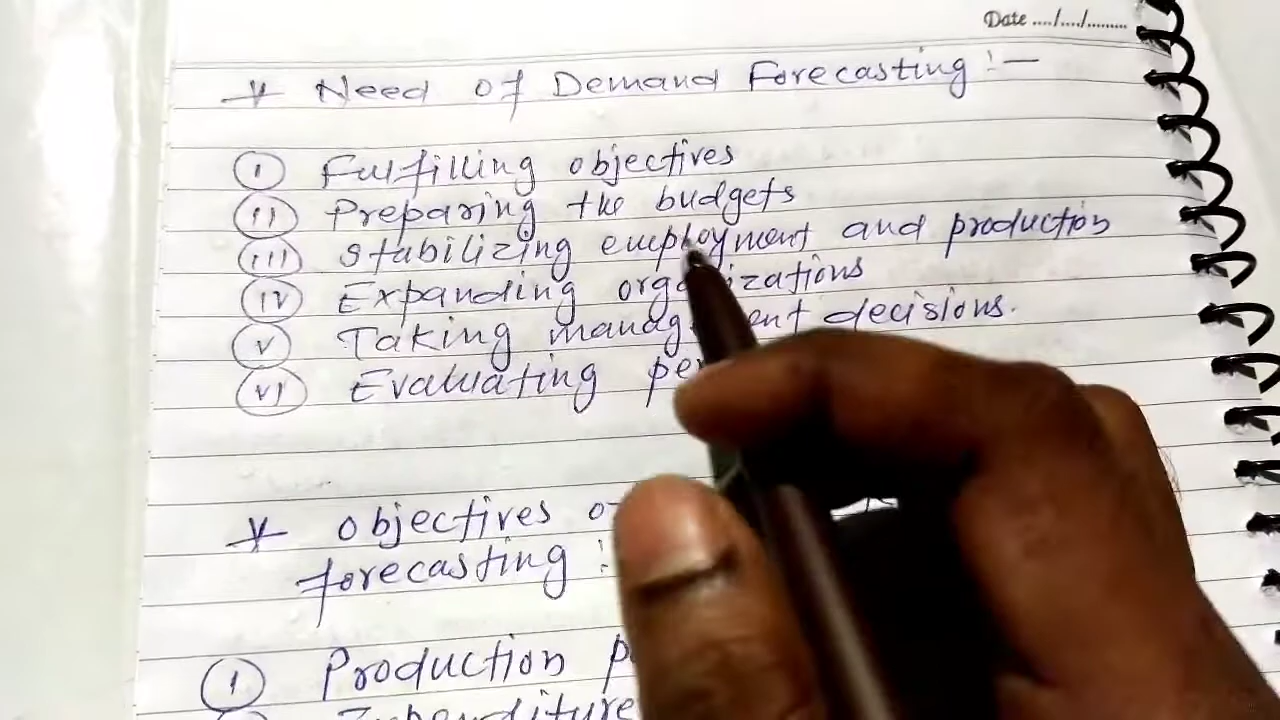 Date ..../..../.........
* Need of Demand Forecasting :—
(I) Fulfilling objectives
(II) Preparing the budgets
(III) Stabilizing employment and production
(IV) Expanding organizations
(V) Taking management decisions.
(VI) Evaluating
* Objectives
forecasting :
(1) Production